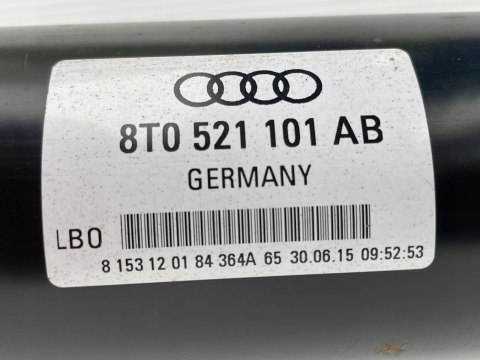 8T0 521 101 AB
GERMANY
LBO
8 153 12 01 84 364A 65 30.06.15 09:52:53